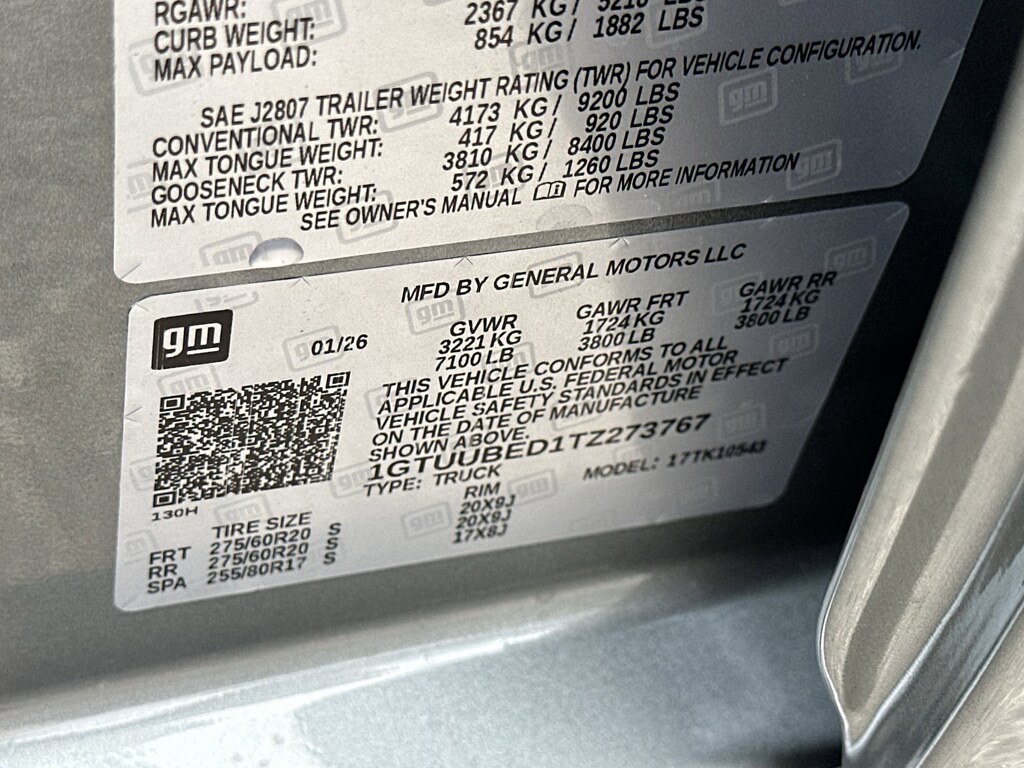 RGAWR:
CURB WEIGHT: 2367 KG / 5218 LBS
MAX PAYLOAD: 854 KG / 1882 LBS
SAE J2807 TRAILER WEIGHT RATING (TWR) FOR VEHICLE CONFIGURATION.
CONVENTIONAL TWR: 4173 KG / 9200 LBS
MAX TONGUE WEIGHT: 417 KG / 920 LBS
GOOSENECK TWR: 3810 KG / 8400 LBS
MAX TONGUE WEIGHT: 572 KG / 1260 LBS
SEE OWNER'S MANUAL FOR MORE INFORMATION
MFD BY GENERAL MOTORS LLC
gm
01/26
GVWR GAWR FRT GAWR RR
3221 KG 1724 KG 1724 KG
7100 LB 3800 LB 3800 LB
THIS VEHICLE CONFORMS TO ALL
APPLICABLE U.S. FEDERAL MOTOR
VEHICLE SAFETY STANDARDS IN EFFECT
ON THE DATE OF MANUFACTURE
SHOWN ABOVE.
1GTUUBED1TZ273767
TYPE: TRUCK MODEL: 17TK10543
130H
TIRE SIZE RIM
FRT 275/60R20 S 20X9J
RR 275/60R20 S 20X9J
SPA 255/80R17 S 17X8J